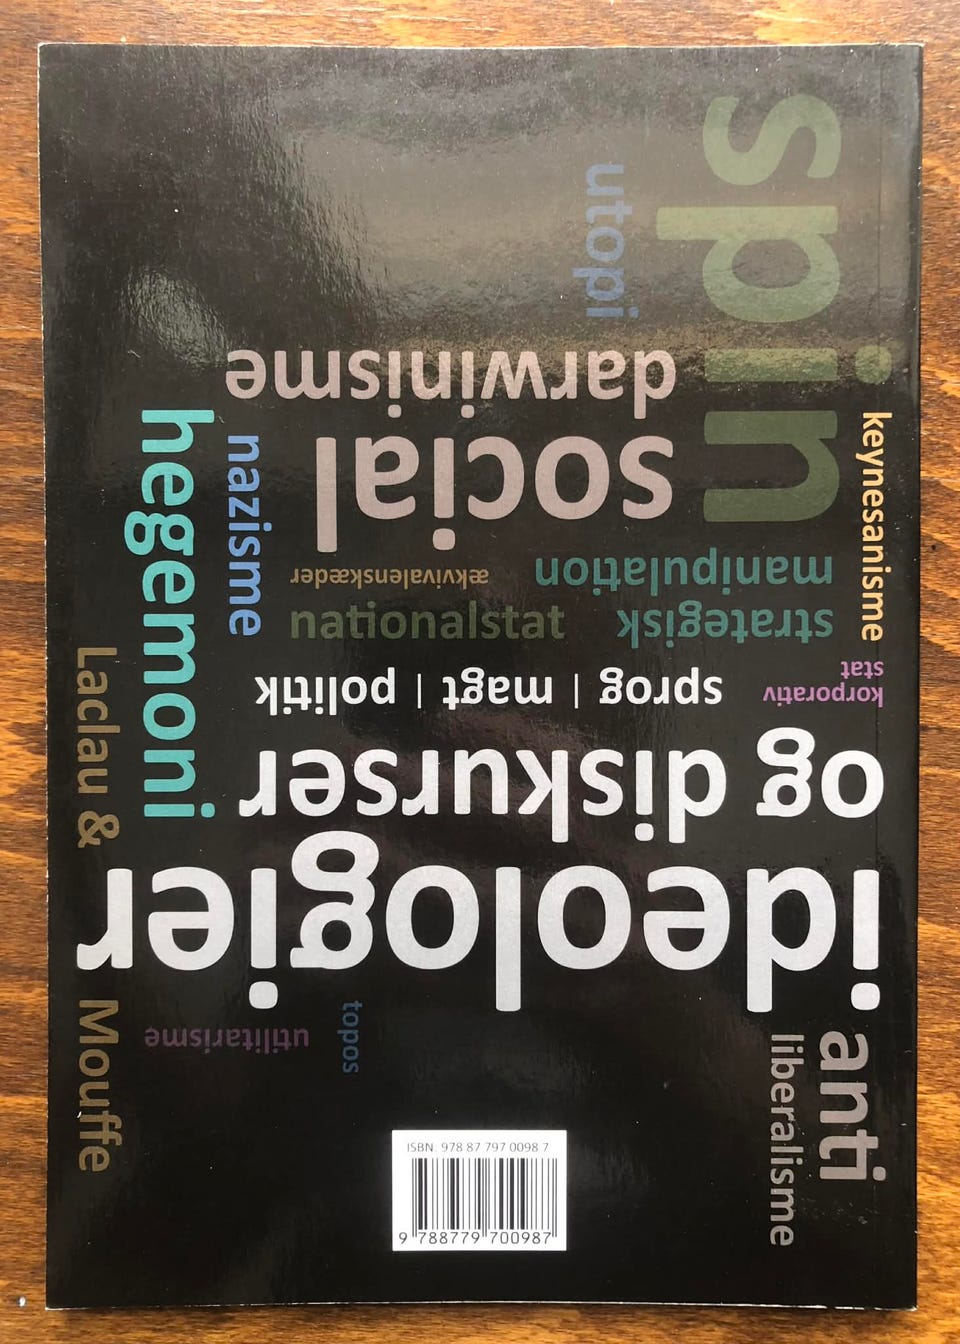 spin
utopi
social
darwinisme
hegemoni
nazisme
keynesanisme
strategisk
manipulation
ækvivalenskæder
nationalstat
korporativ
stat
ideologier
og diskurser
sprog | magt | politik
Laclau & Mouffe
utilitarisme
topos
anti
liberalisme
ISBN: 978 87 797 0098 7
9 788779 700987